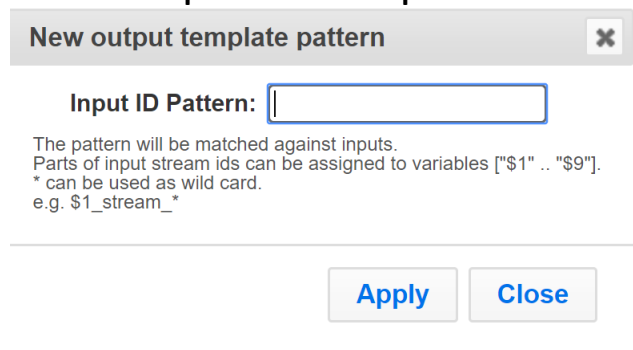 New output template pattern
Input ID Pattern:
The pattern will be matched against inputs.
Parts of input stream ids can be assigned to variables ["$1" .. "$9"].
* can be used as wild card.
e.g. $1_stream_*
Apply Close